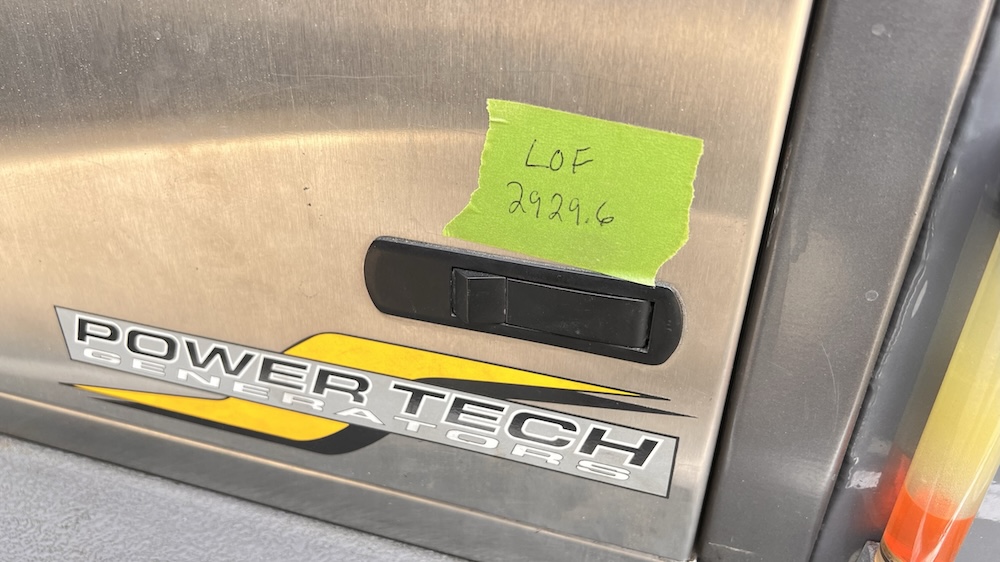 LOF
2929.6
POWER TECH
GENERATORS